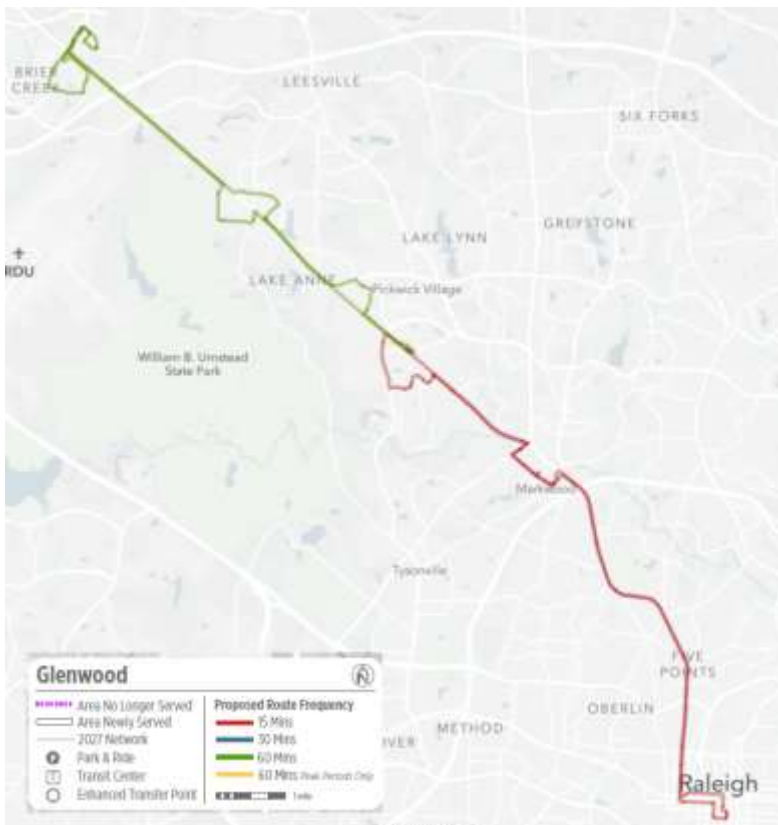 BRIER
CREEK
LEESVILLE
SIX FORKS
GREYSTONE
LAKE LYNN
RDU
LAKE ANNE
Pickwick Village
William B. Umstead
State Park
Tysonville
FIVE
POINTS
OBERLIN
METHOD
Raleigh
Glenwood
N
Area No Longer Served
Area Newly Served
2027 Network
P Park & Ride
T Transit Center
Enhanced Transfer Point
Proposed Route Frequency
15 Mins
30 Mins
60 Mins
60 Mins Peak Periods Only
1 mile